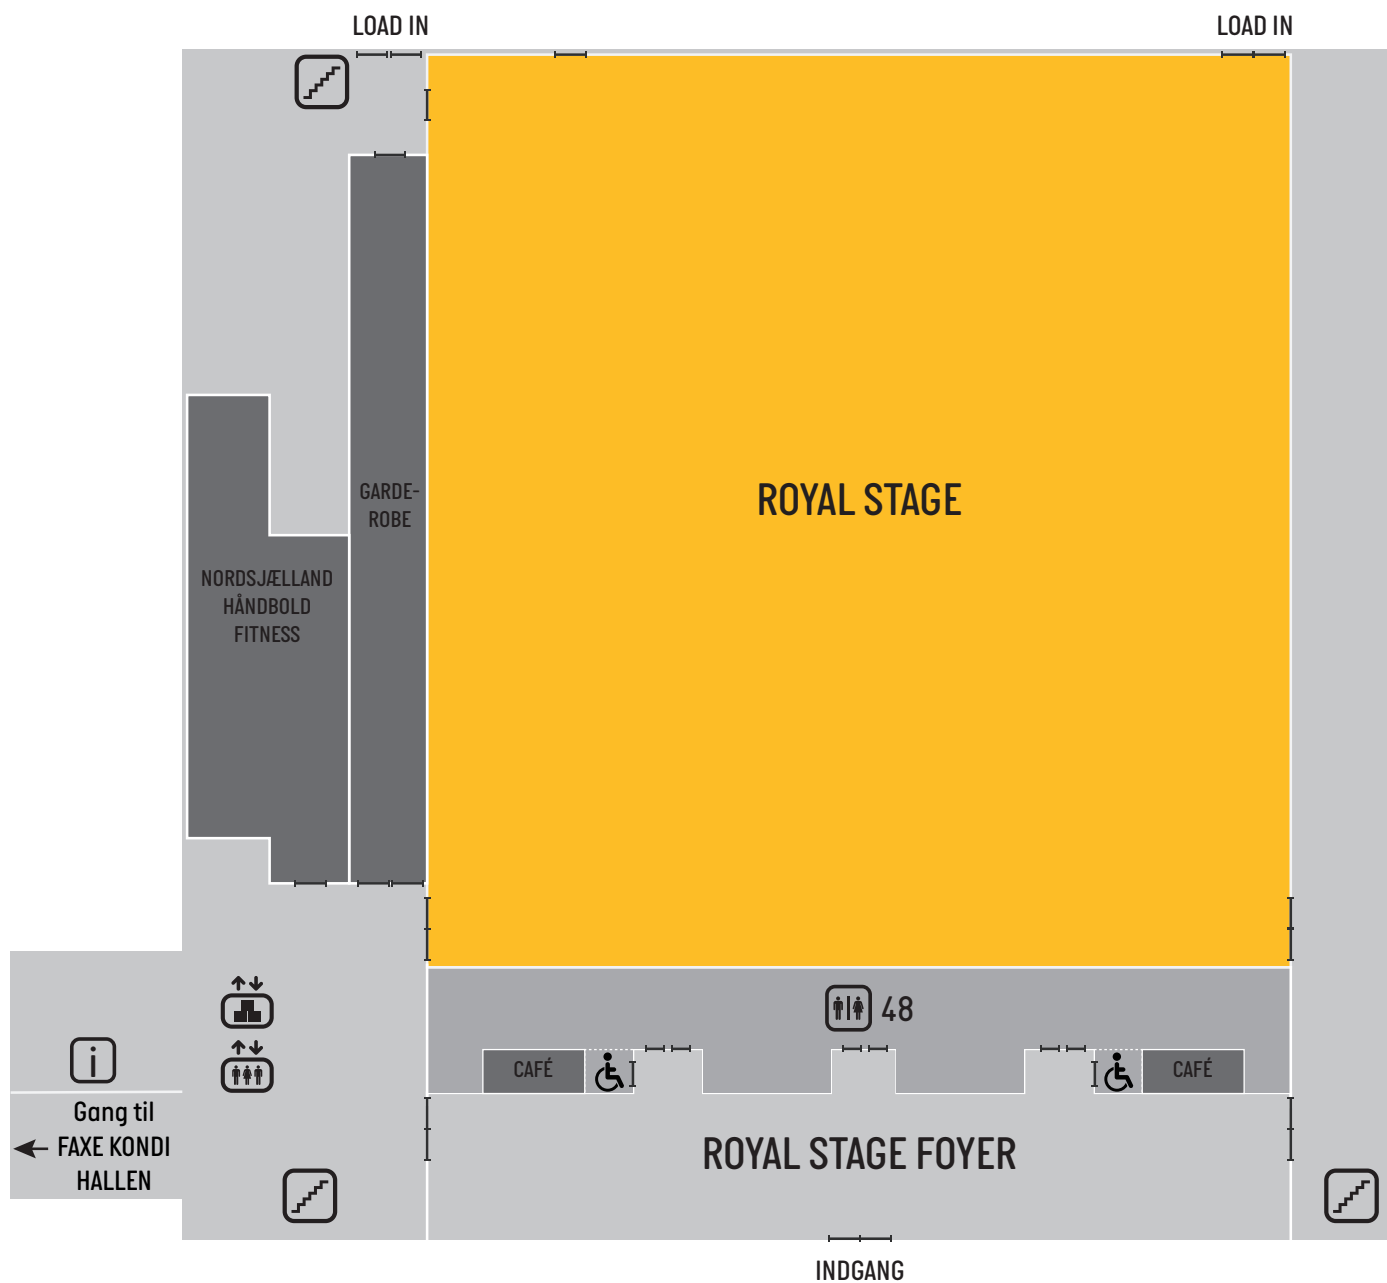 LOAD IN
LOAD IN
GARDE-
ROBE
ROYAL STAGE
NORDSJÆLLAND
HÅNDBOLD
FITNESS
48
i
CAFÉ
CAFÉ
Gang til
FAXE KONDI
HALLEN
ROYAL STAGE FOYER
INDGANG